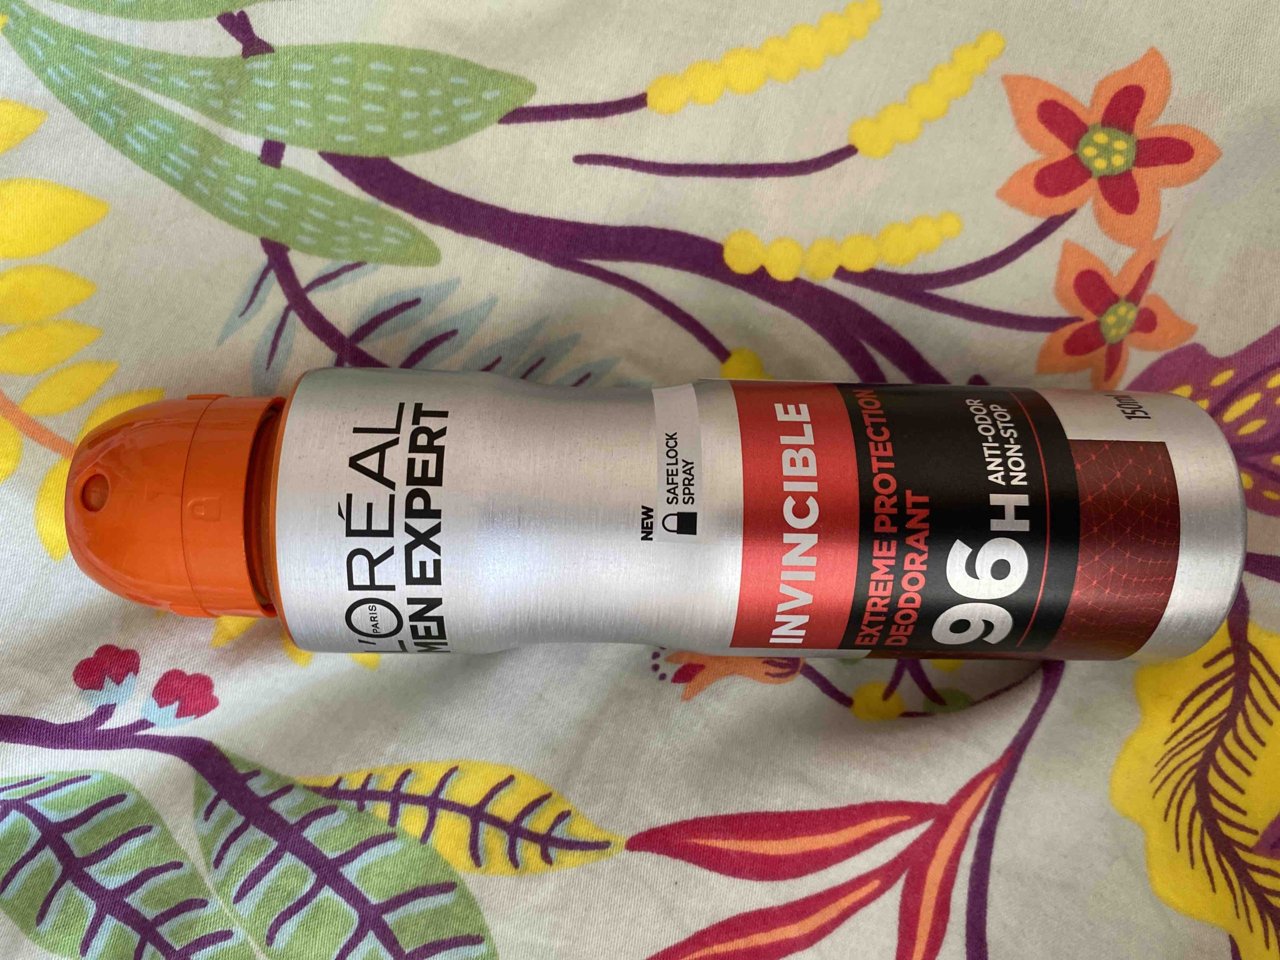 L'ORÉAL
PARIS
MEN EXPERT
NEW
SAFE LOCK
SPRAY
INVINCIBLE
EXTREME PROTECTION
DEODORANT
96H
ANTI-ODOR
NON-STOP
150ml